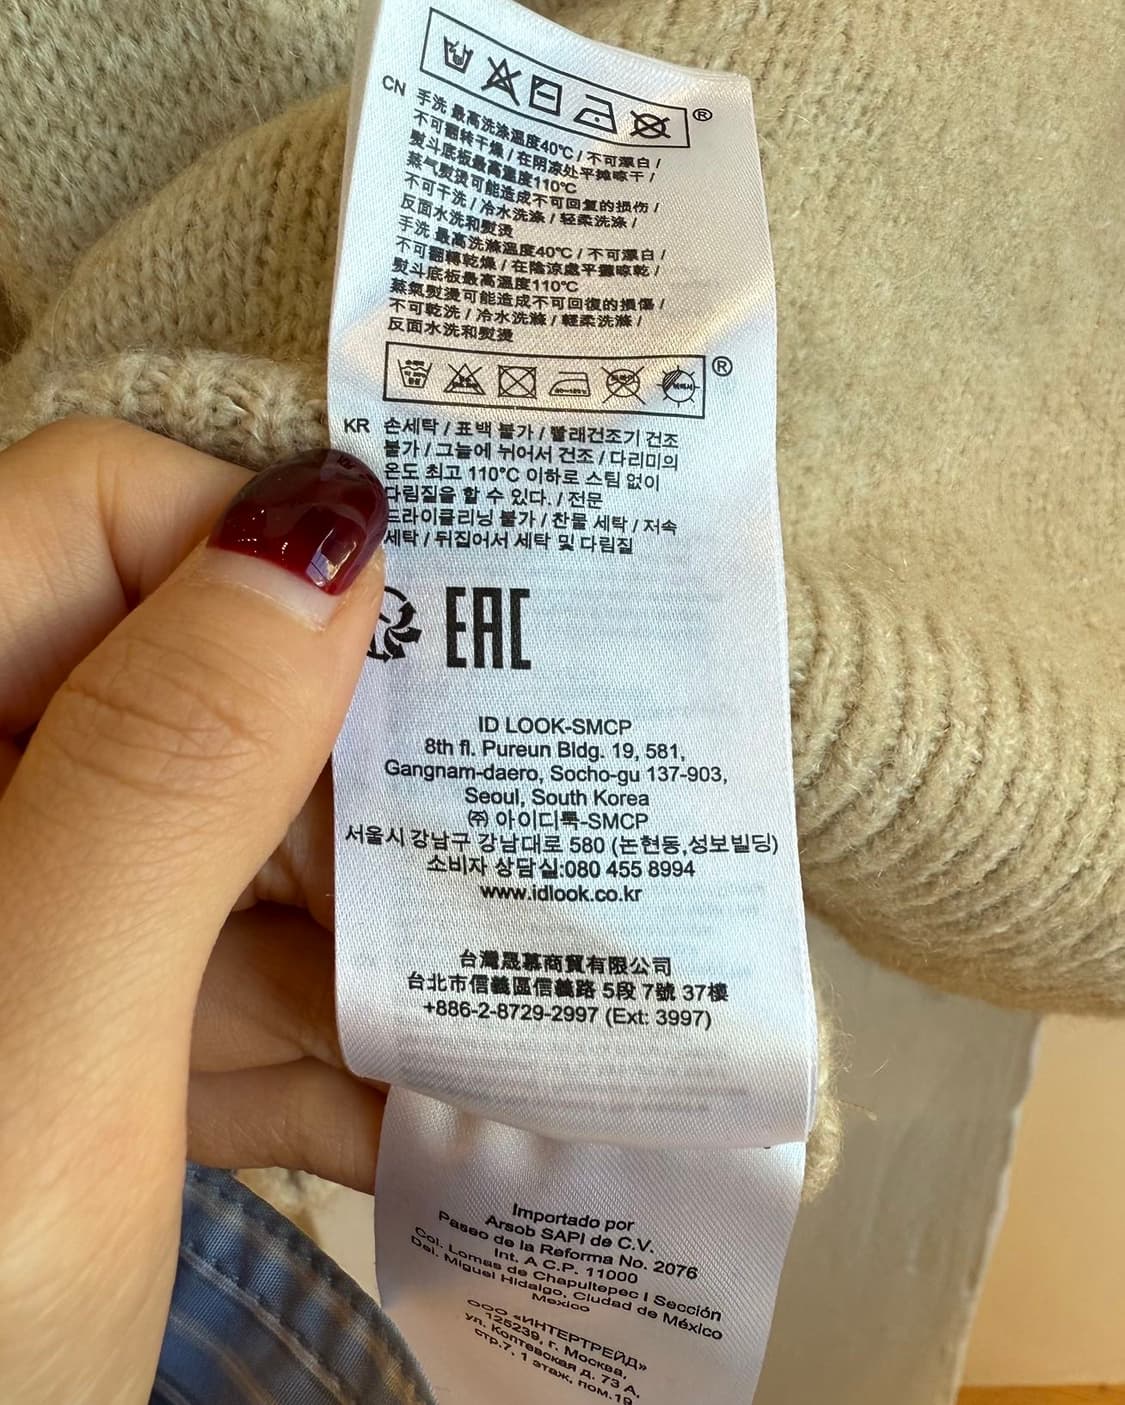 ®
CN
手洗 最高洗涤温度40℃ / 不可漂白 /
不可翻转干燥 / 在阴凉处平摊晾干 /
熨斗底板最高温度110℃
蒸气熨烫可能造成不可回复的损伤 /
不可干洗 / 冷水洗涤 / 轻柔洗涤 /
反面水洗和熨烫
手洗 最高洗滌溫度40℃ / 不可漂白 /
不可翻轉乾燥 / 在陰涼處平攤晾乾 /
熨斗底板最高溫度110℃
蒸氣熨燙可能造成不可回復的損傷 /
不可乾洗 / 冷水洗滌 / 輕柔洗滌 /
反面水洗和熨燙
®
KR 손세탁 / 표백 불가 / 빨래건조기 건조
불가 / 그늘에 뉘어서 건조 / 다리미의
온도 최고 110°C 이하로 스팀 없이
다림질을 할 수 있다. / 전문
드라이클리닝 불가 / 찬물 세탁 / 저속
세탁 / 뒤집어서 세탁 및 다림질
EAC
ID LOOK-SMCP
8th fl. Pureun Bldg. 19, 581,
Gangnam-daero, Socho-gu 137-903,
Seoul, South Korea
㈜ 아이디룩-SMCP
서울시 강남구 강남대로 580 (논현동,성보빌딩)
소비자 상담실:080 455 8994
www.idlook.co.kr
台灣晟慕商貿有限公司
台北市信義區信義路 5段 7號 37樓
+886-2-8729-2997 (Ext: 3997)
Importado por
Arsob SAPI de C.V.
Paseo de la Reforma No. 2076
Int. A C.P. 11000
Col. Lomas de Chapultepec I Sección
Del. Miguel Hidalgo, Ciudad de México
Mexico
ООО «ИНТЕРТРЕЙД»
125239, г. Москва,
ул. Коптевская д. 73 А,
стр.7. 1 этаж, пом.19